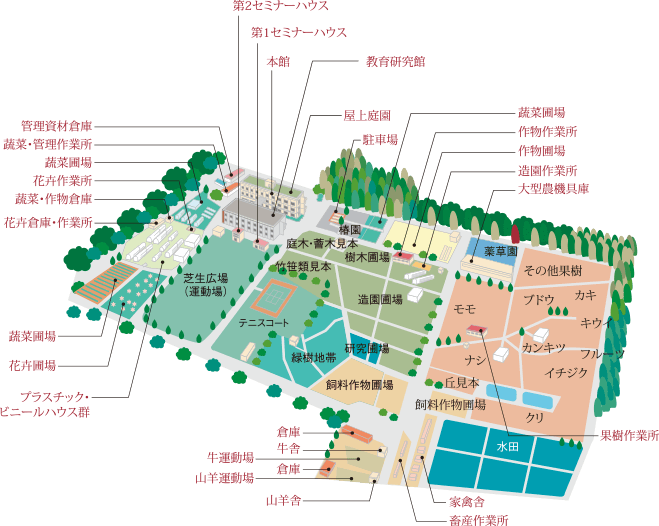 第2セミナーハウス
第1セミナーハウス
本館
教育研究館
屋上庭園
駐車場
蔬菜圃場
作物作業所
作物圃場
造園作業所
大型農機具庫
管理資材倉庫
蔬菜・管理作業所
蔬菜圃場
花卉作業所
蔬菜・作物倉庫
花卉倉庫・作業所
椿園
庭木・蕾木見本
樹木圃場
竹笹類見本
薬草園
その他果樹
ブドウ
カキ
モモ
キウイ
カンキツ
フルーツ
ナシ
イチジク
クリ
芝生広場
(運動場)
造園圃場
テニスコート
緑樹地帯
研究圃場
飼料作物圃場
丘見本
飼料作物圃場
水田
蔬菜圃場
花卉圃場
プラスチック・
ビニールハウス群
倉庫
牛舎
牛運動場
倉庫
山羊運動場
山羊舎
家禽舎
畜産作業所
果樹作業所